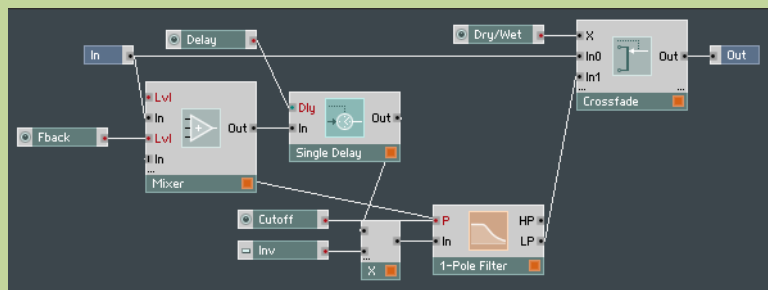 Dry/Wet
Delay
X
In
In0
Out
Out
In1
Lvl
Crossfade
In
Dly
Fback
Lvl
Out
In
Out
In
Single Delay
Mixer
Cutoff
P
HP
Inv
In
LP
X
1-Pole Filter